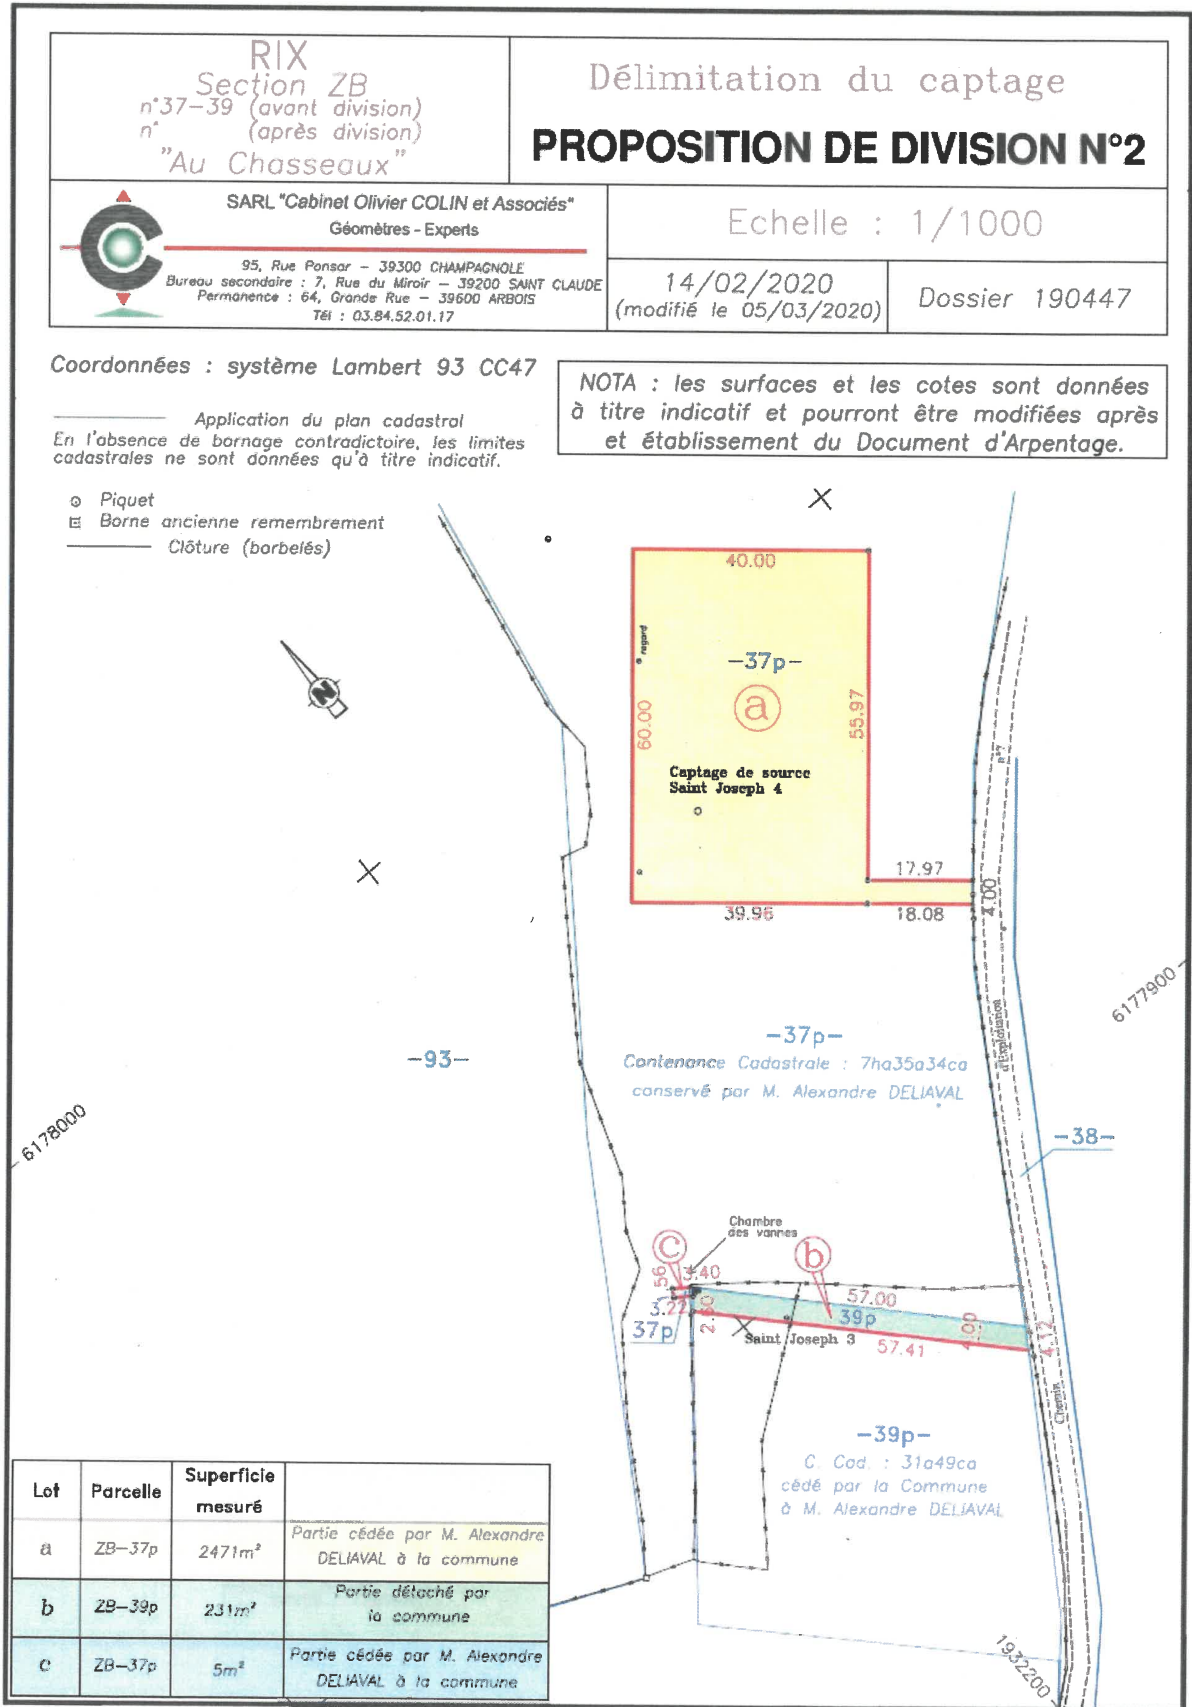 RIX
Section ZB
n°37-39 (avant division)
n° (après division)
"Au Chasseaux"
Délimitation du captage
PROPOSITION DE DIVISION N°2
SARL "Cabinet Olivier COLIN et Associés"
Géomètres - Experts
95, Rue Ponsar - 39300 CHAMPAGNOLE
Bureau secondaire : 7, Rue du Miroir - 39200 SAINT CLAUDE
Permanence : 64, Grande Rue - 39600 ARBOIS
Tél : 03.84.52.01.17
Echelle : 1/1000
14/02/2020
(modifié le 05/03/2020)
Dossier 190447
Coordonnées : système Lambert 93 CC47
NOTA : les surfaces et les cotes sont données
à titre indicatif et pourront être modifiées après
et établissement du Document d'Arpentage.
Application du plan cadastral
En l'absence de bornage contradictoire, les limites
cadastrales ne sont données qu'à titre indicatif.
Piquet
Borne ancienne remembrement
Clôture (barbelés)
N
40.00
regard
-37p-
a
60.00
55.97
Captage de source
Saint Joseph 4
17.97
39.96
18.08
4.00
6177900
d'Exploitation
-37p-
Contenance Cadastrale : 7ha35a34ca
conservé par M. Alexandre DELIAVAL
-93-
6178000
-38-
Chambre
des vannes
c
b
56
3.40
57.00
3.22
39p
37p
2.60
Saint Joseph 3
57.41
4.00
4.12
Chemin
-39p-
C. Cad. : 31a49ca
cédé par la Commune
à M. Alexandre DELIAVAL
1932200
Lot Parcelle Superficie mesuré
a ZB-37p 2471m² Partie cédée par M. Alexandre
DELIAVAL à la commune
b ZB-39p 231m² Partie détaché par
la commune
c ZB-37p 5m² Partie cédée par M. Alexandre
DELIAVAL à la commune